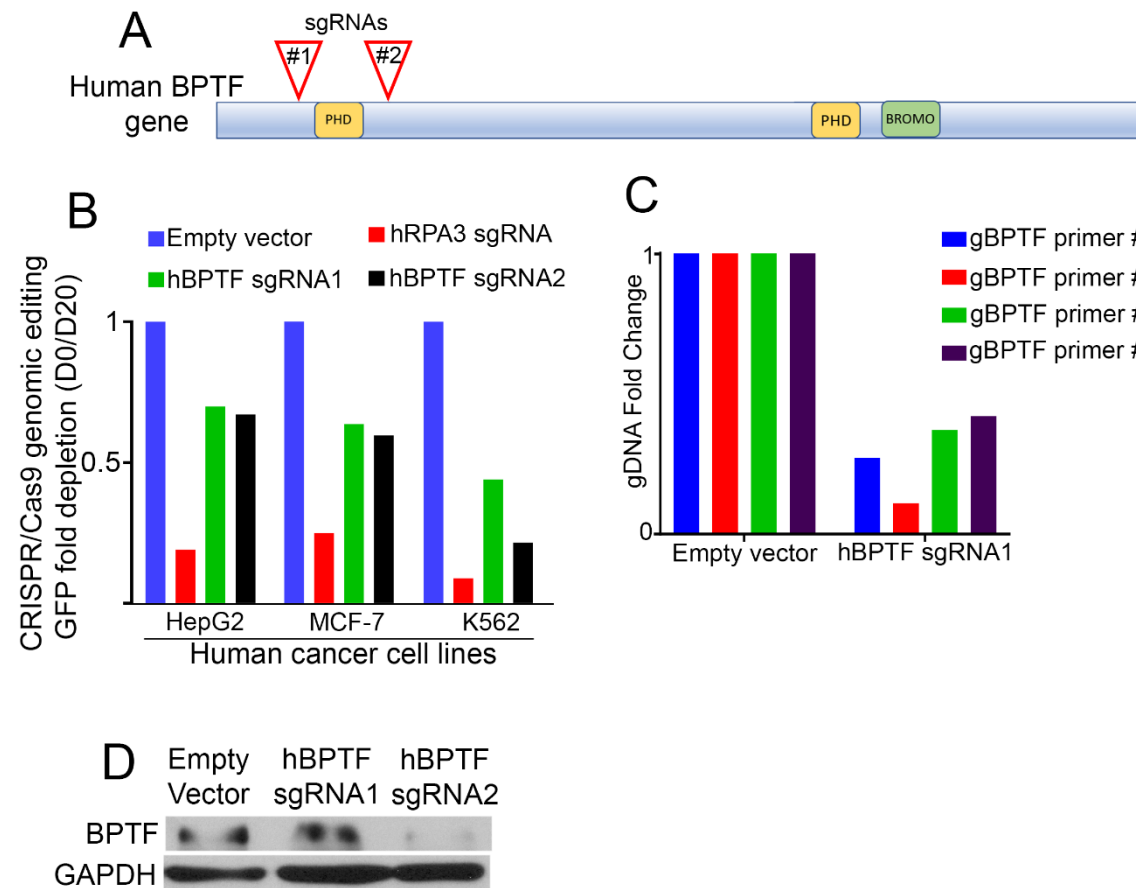 A
sgRNAs
#1
#2
Human BPTF
gene
PHD
PHD
BROMO
B
Empty vector
hRPA3 sgRNA
hBPTF sgRNA1
hBPTF sgRNA2
CRISPR/Cas9 genomic editing
GFP fold depletion (D0/D20)
1
0.5
HepG2
MCF-7
K562
Human cancer cell lines
C
gBPTF primer #
gBPTF primer #
gBPTF primer #
gBPTF primer #
gDNA Fold Change
1
0
Empty vector
hBPTF sgRNA1
D
Empty
Vector
hBPTF
sgRNA1
hBPTF
sgRNA2
BPTF
GAPDH